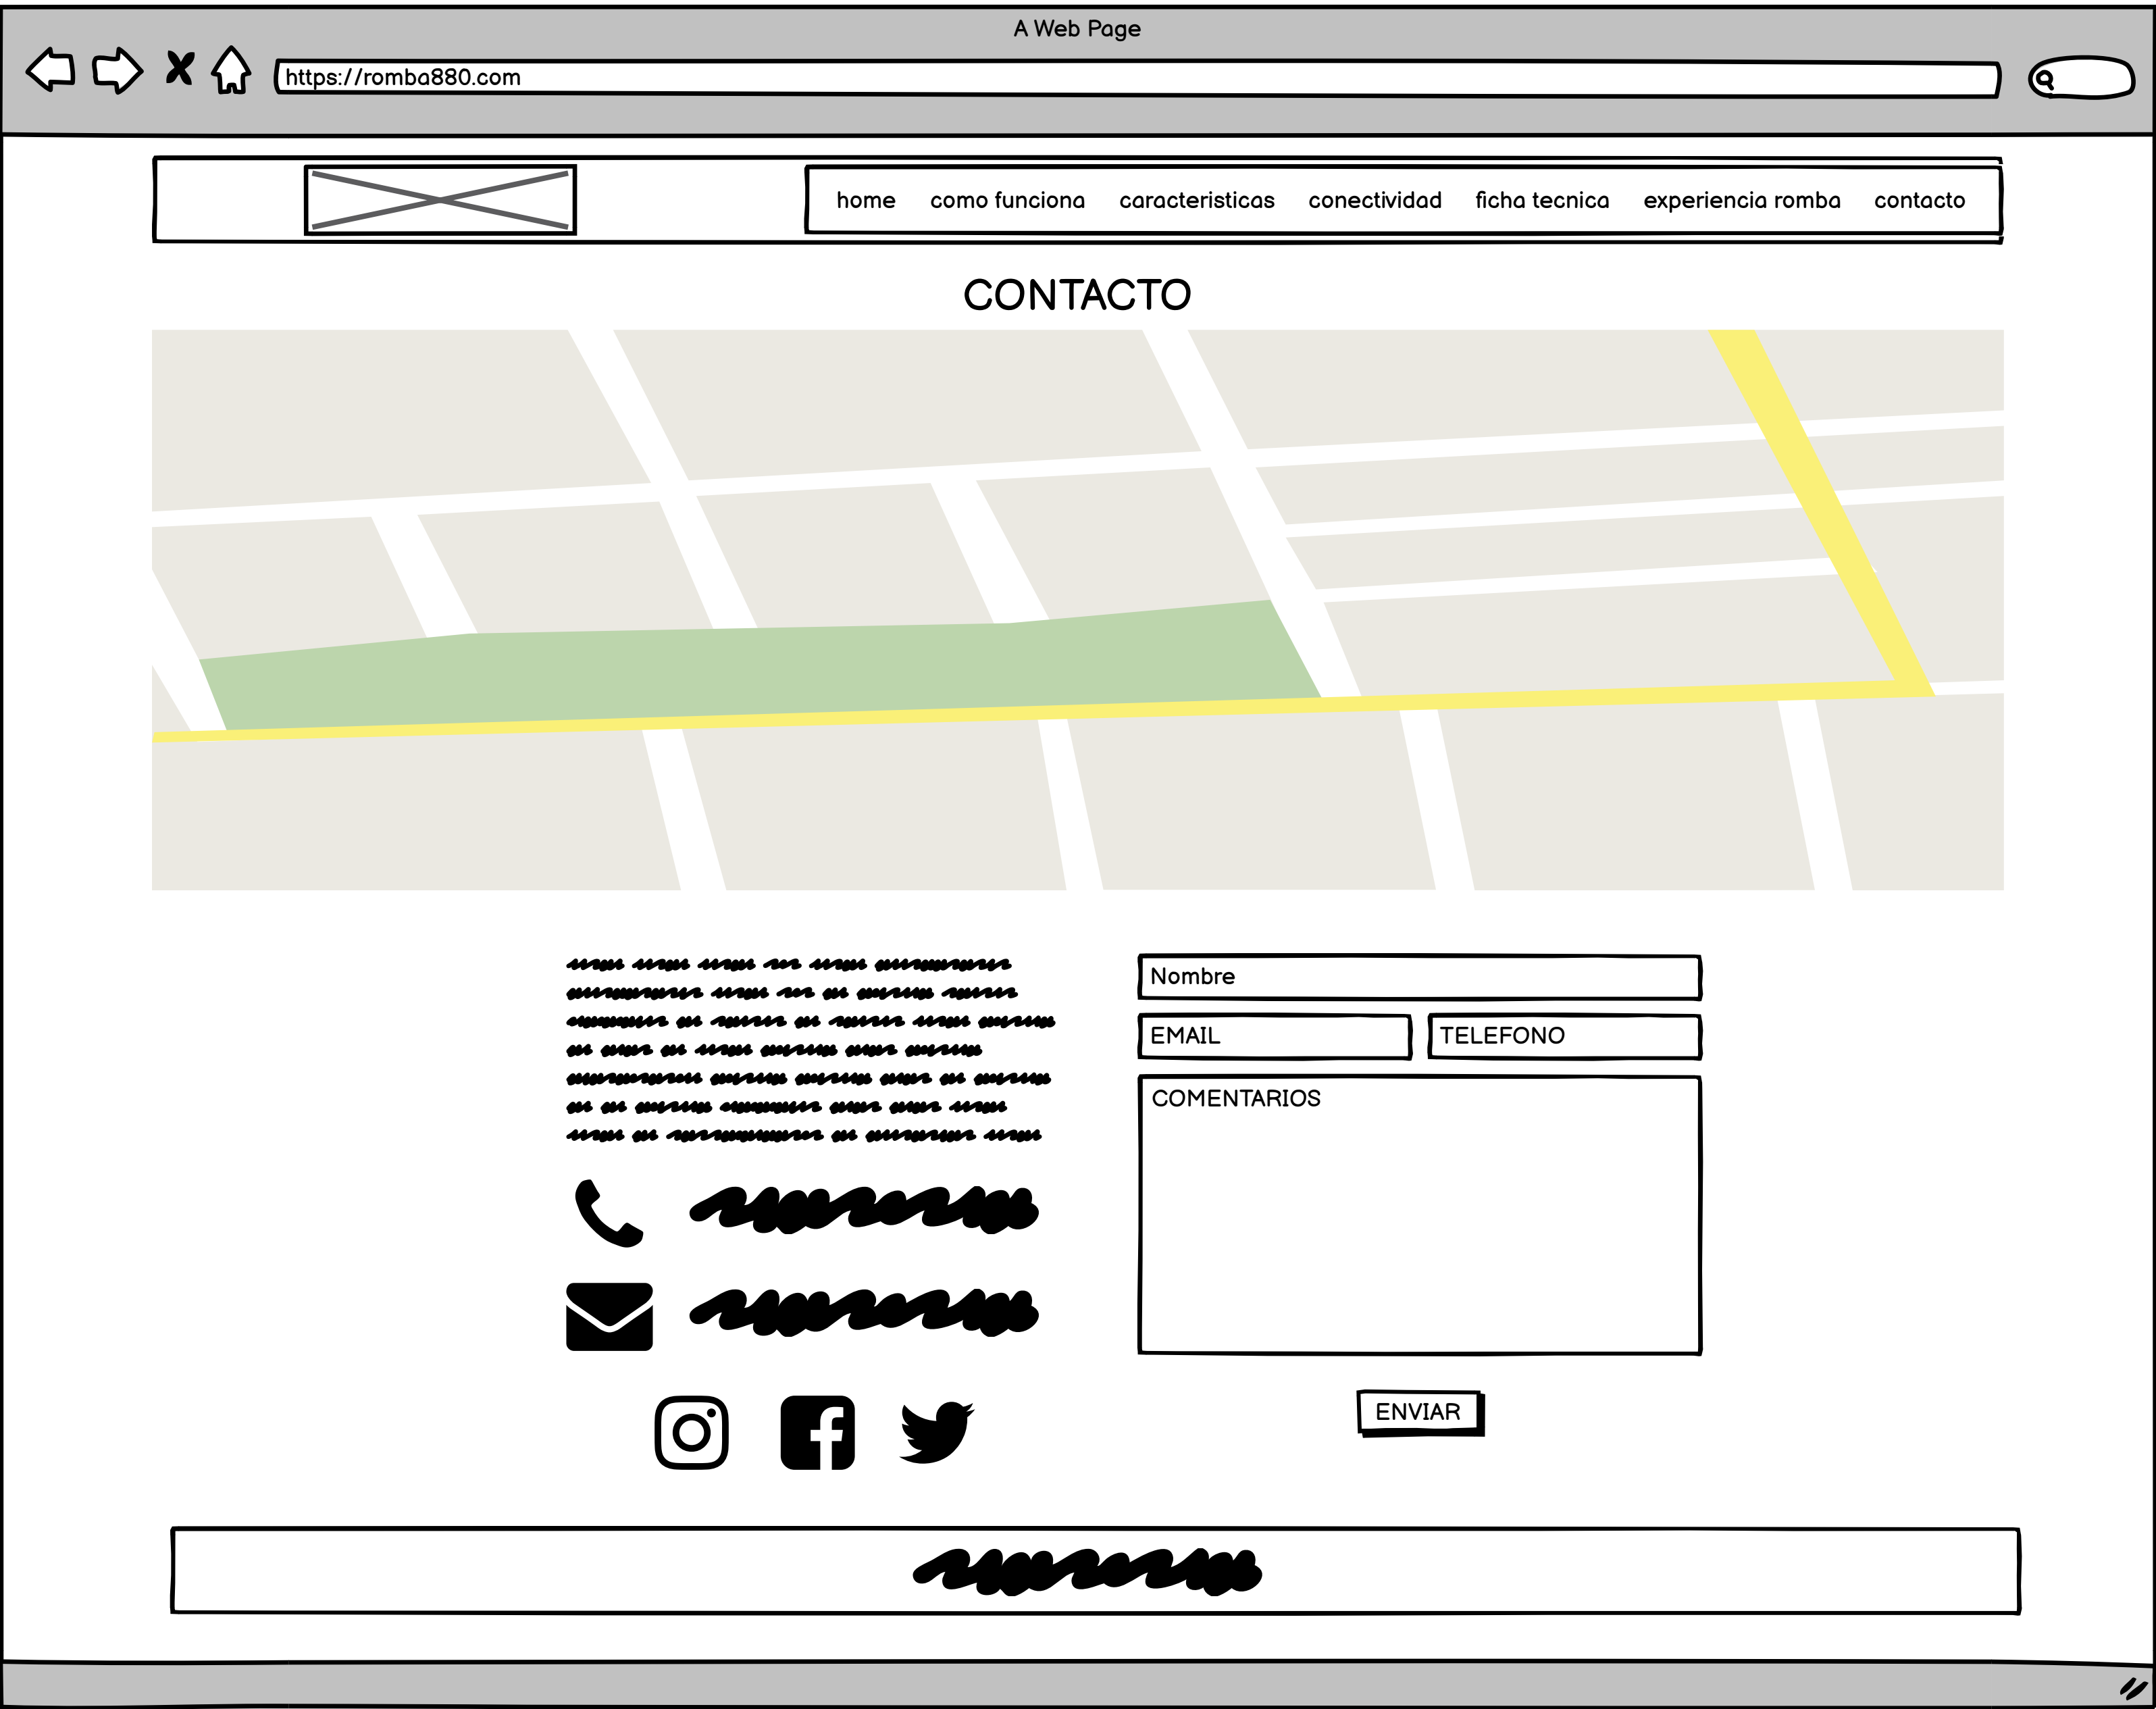 A Web Page
https://romba880.com
home como funciona caracteristicas conectividad ficha tecnica experiencia romba contacto
CONTACTO
Nombre
EMAIL TELEFONO
COMENTARIOS
ENVIAR